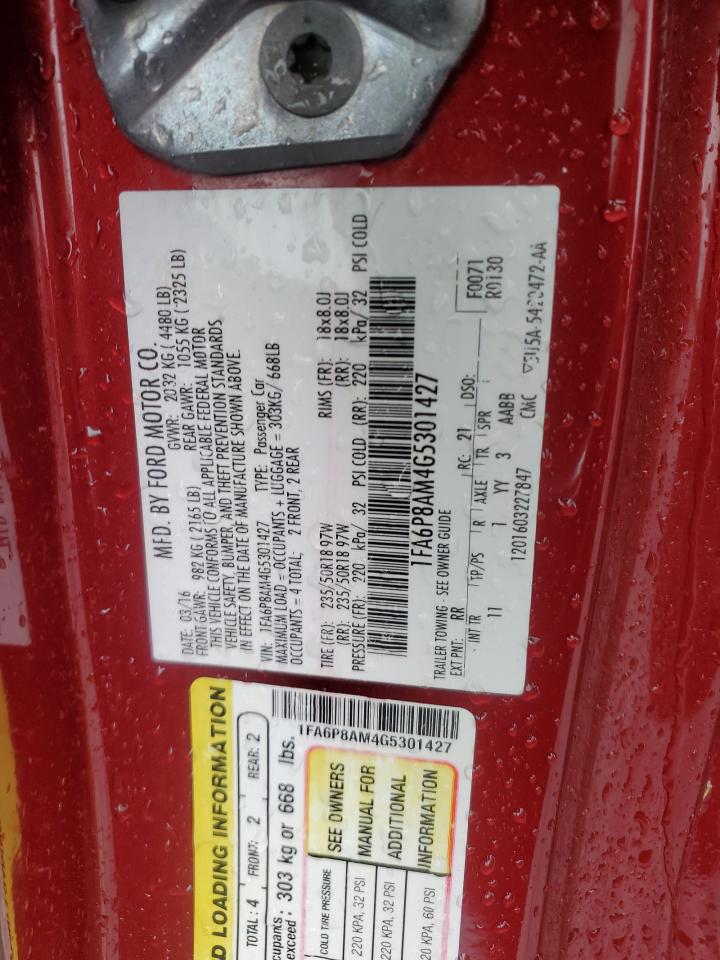 MFD. BY FORD MOTOR CO.
DATE: 03/16 GVWR: 2032 KG ( 4480 LB)
FRONT GAWR: 982 KG ( 2165 LB) REAR GAWR: 1055 KG ( 2325 LB)
THIS VEHICLE CONFORMS TO ALL APPLICABLE FEDERAL MOTOR
VEHICLE SAFETY, BUMPER, AND THEFT PREVENTION STANDARDS
IN EFFECT ON THE DATE OF MANUFACTURE SHOWN ABOVE.
VIN: 1FA6P8AM4G5301427 TYPE: Passenger Car
MAXIMUM LOAD = OCCUPANTS + LUGGAGE = 303KG/ 668LB
OCCUPANTS = 4 TOTAL; 2 FRONT, 2 REAR
TIRE (FR): 235/50R18 97W RIMS (FR): 18x8.0J
(RR): 235/50R18 97W (RR): 18x8.0J
PRESSURE (FR): 220 kPa/ 32 PSI COLD (RR): 220 kPa/ 32 PSI COLD
1FA6P8AM4G5301427
TRAILER TOWING - SEE OWNER GUIDE
EXT PNT: RR RC: 21 DSO: F0071
INT TR TP/PS R AXLE TR SPR R0130
11 1 YY 3 AABB
1201603227847 CMC
5420472-AA
LOADING INFORMATION
TOTAL : 4 FRONT: 2 REAR: 2
exceed : 303 kg or 668 lbs.
1FA6P8AM4G5301427
COLD TIRE PRESSURE
220 KPA, 32 PSI
220 KPA, 32 PSI
KPA, 60 PSI
SEE OWNERS
MANUAL FOR
ADDITIONAL
INFORMATION